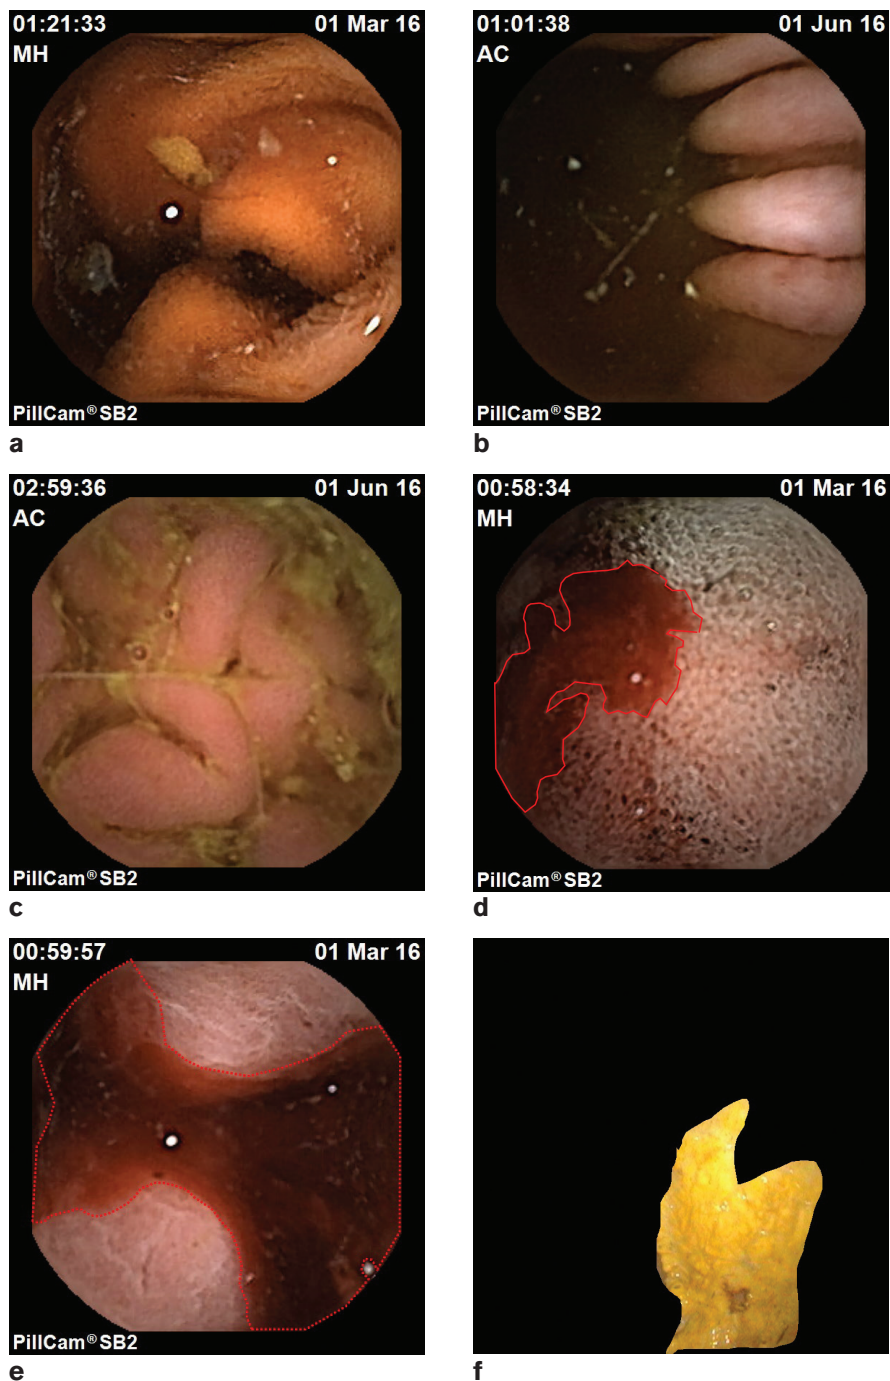 01:21:33 01 Mar 16
MH
PillCam® SB2
a
01:01:38 01 Jun 16
AC
PillCam® SB2
b
02:59:36 01 Jun 16
AC
PillCam® SB2
c
00:58:34 01 Mar 16
MH
PillCam® SB2
d
00:59:57 01 Mar 16
MH
PillCam® SB2
e
f